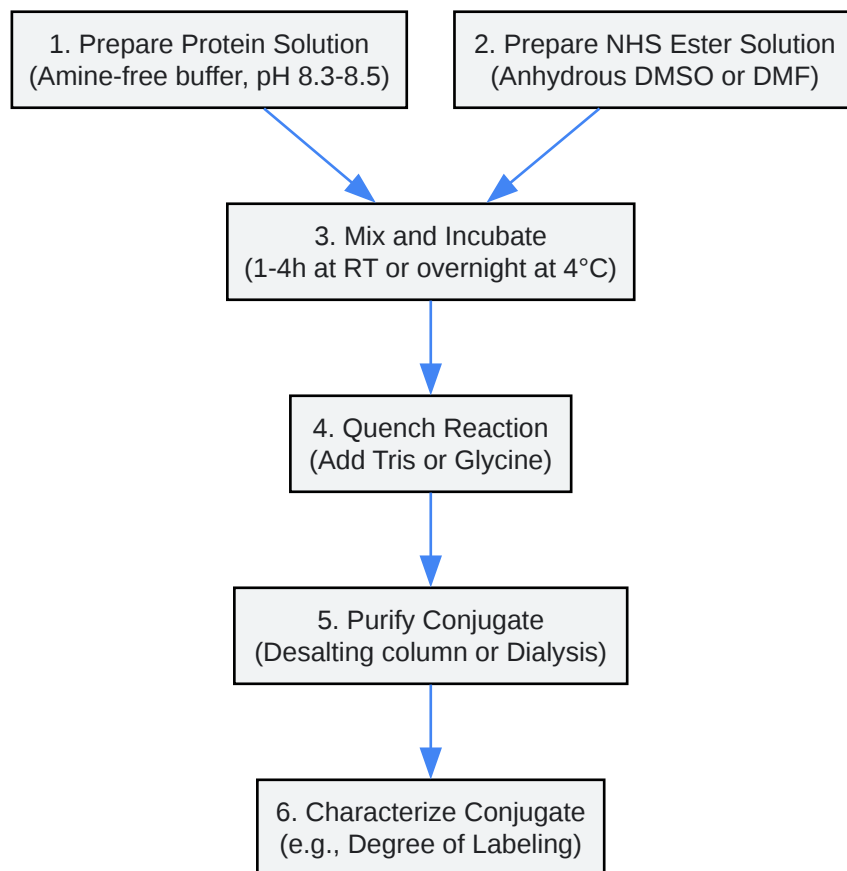 1. Prepare Protein Solution
(Amine-free buffer, pH 8.3-8.5)
2. Prepare NHS Ester Solution
(Anhydrous DMSO or DMF)
3. Mix and Incubate
(1-4h at RT or overnight at 4°C)
4. Quench Reaction
(Add Tris or Glycine)
5. Purify Conjugate
(Desalting column or Dialysis)
6. Characterize Conjugate
(e.g., Degree of Labeling)